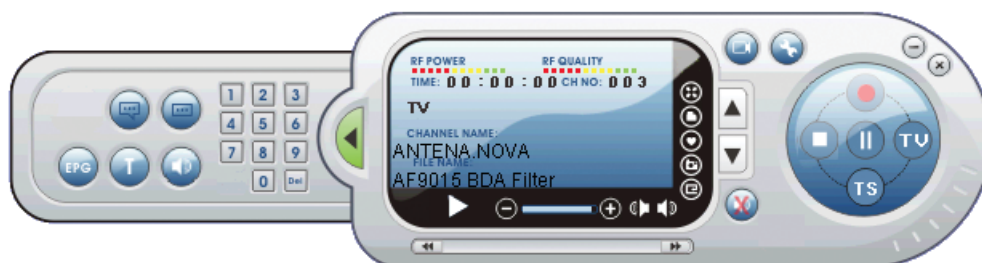 RF POWER RF QUALITY
TIME: 00:00:00 CH NO: 003
TV
CHANNEL NAME:
ANTENA.NOVA
FILE NAME:
AF9015 BDA Filter
1 2 3
4 5 6
7 8 9
0 Del
EPG T
TV
TS